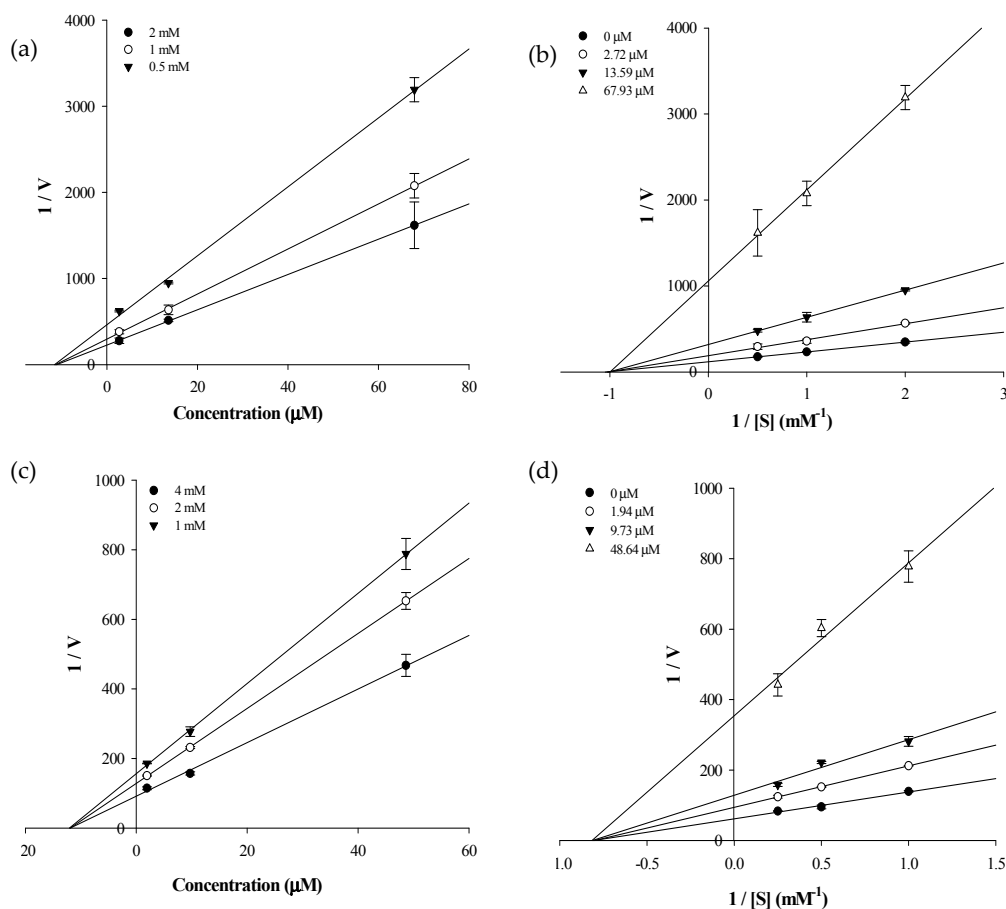 (a)
2 mM
1 mM
0.5 mM
4000
3000
2000
1000
0
1 / V
0 20 40 60 80
Concentration (µM)
(b)
0 µM
2.72 µM
13.59 µM
67.93 µM
4000
3000
2000
1000
0
1 / V
-1 0 1 2 3
1 / [S] (mM-1)
(c)
4 mM
2 mM
1 mM
1000
800
600
400
200
0
1 / V
20 0 20 40 60
Concentration (µM)
(d)
0 µM
1.94 µM
9.73 µM
48.64 µM
1000
800
600
400
200
0
1 / V
1.0 -0.5 0.0 0.5 1.0 1.5
1 / [S] (mM-1)